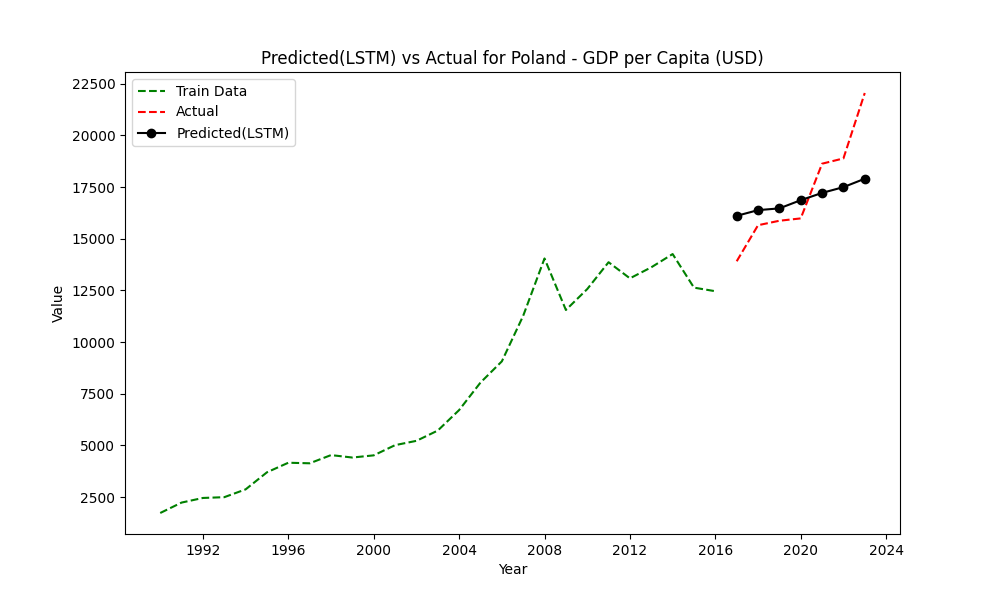 Predicted(LSTM) vs Actual for Poland - GDP per Capita (USD)
22500
20000
17500
15000
12500
10000
7500
5000
2500
Value
Train Data
Actual
Predicted(LSTM)
1992 1996 2000 2004 2008 2012 2016 2020 2024
Year